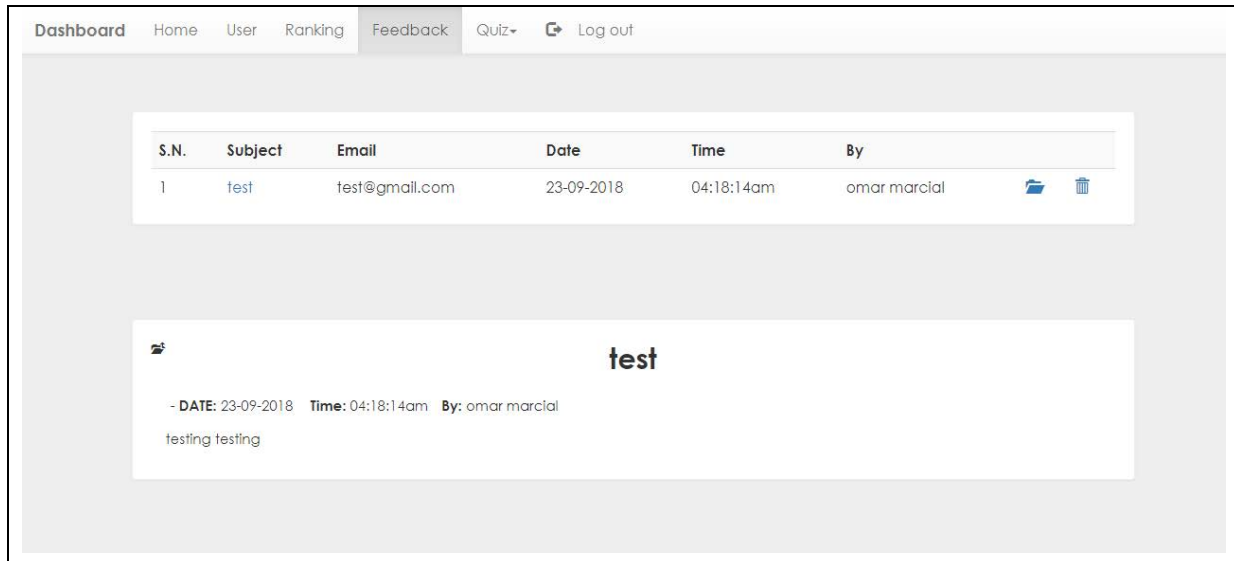 Dashboard Home User Ranking Feedback Quiz Log out
S.N. Subject Email Date Time By
1 test test@gmail.com 23-09-2018 04:18:14am omar marcial
test
- DATE: 23-09-2018 Time: 04:18:14am By: omar marcial
testing testing